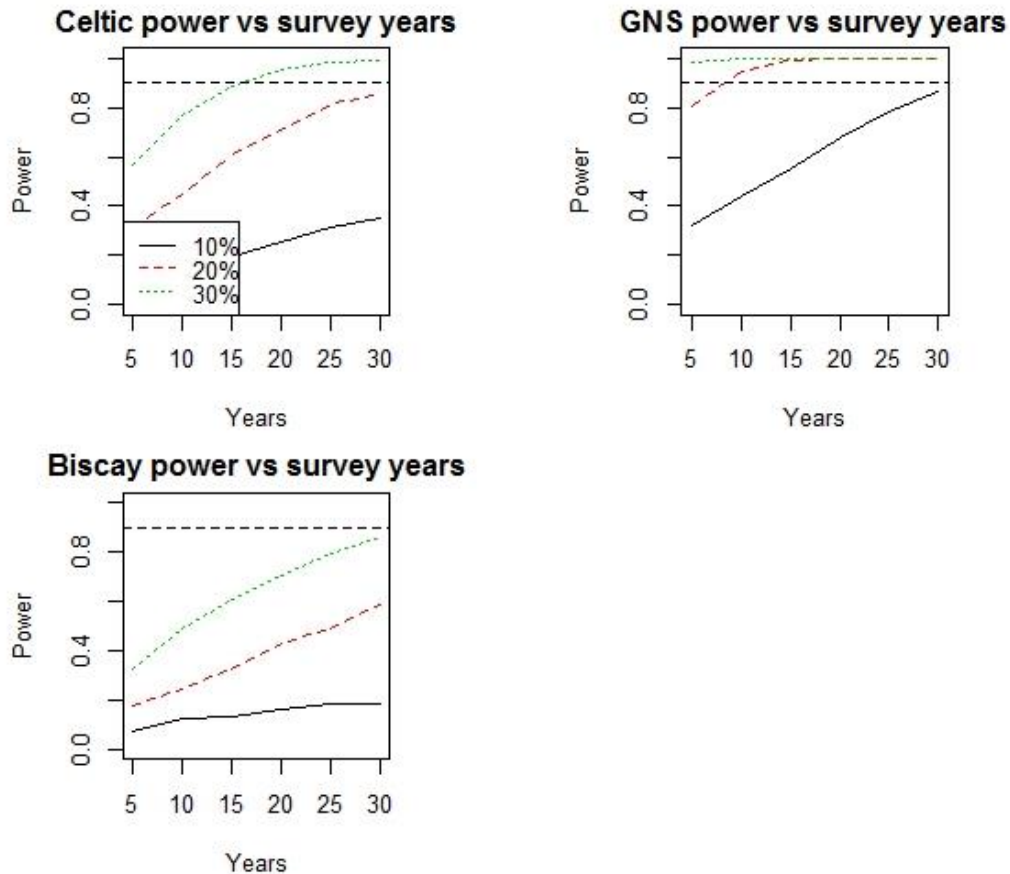 Celtic power vs survey years
Power
0.0 0.4 0.8
10%
20%
30%
5 10 15 20 25 30
Years
GNS power vs survey years
Power
0.0 0.4 0.8
5 10 15 20 25 30
Years
Biscay power vs survey years
Power
0.0 0.4 0.8
5 10 15 20 25 30
Years